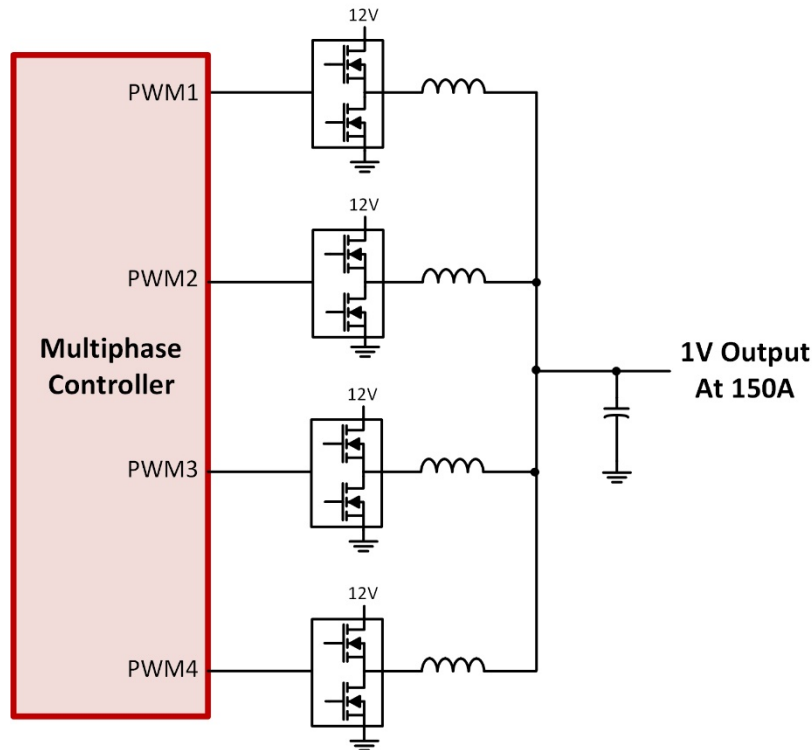 12V
PWM1
12V
PWM2
Multiphase
Controller
1V Output
At 150A
12V
PWM3
12V
PWM4